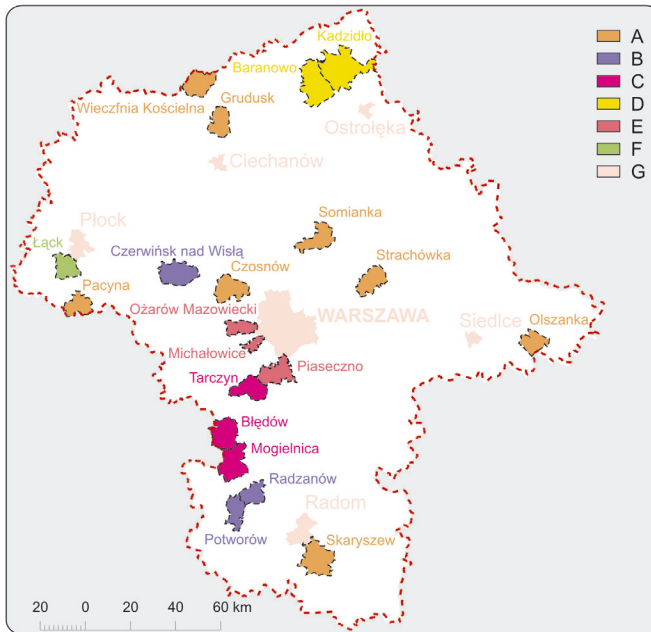 Kadzidło
Baranowo
Wieczfnia Kościelna
Grudusk
Ostrołęka
Ciechanów
Somianka
Płock
Łąck
Czerwińsk nad Wisłą
Strachówka
Czosnów
Pacyna
Ożarów Mazowiecki
WARSZAWA
Siedlce
Olszanka
Michałowice
Piaseczno
Tarczyn
Błędów
Mogielnica
Radzanów
Radom
Potworów
Skaryszew
A
B
C
D
E
F
G
20 0 20 40 60 km